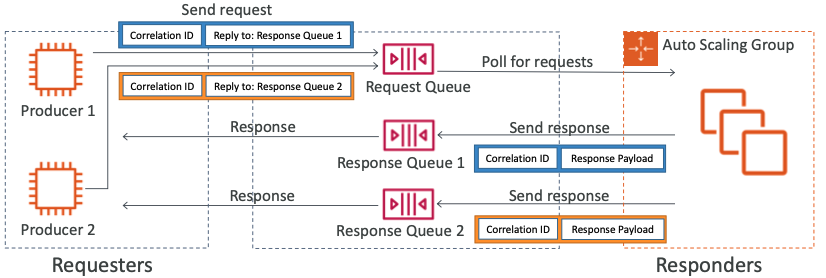 Send request
Correlation ID
Reply to: Response Queue 1
Auto Scaling Group
Producer 1
Correlation ID
Reply to: Response Queue 2
Request Queue
Poll for requests
Response
Send response
Response Queue 1
Correlation ID
Response Payload
Producer 2
Response
Send response
Response Queue 2
Correlation ID
Response Payload
Requesters
Responders